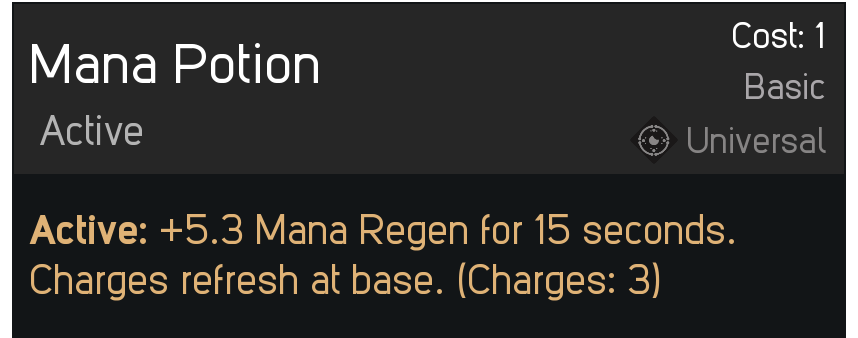 Mana Potion
Cost: 1
Basic
Active
Universal
Active: +5.3 Mana Regen for 15 seconds.
Charges refresh at base. (Charges: 3)